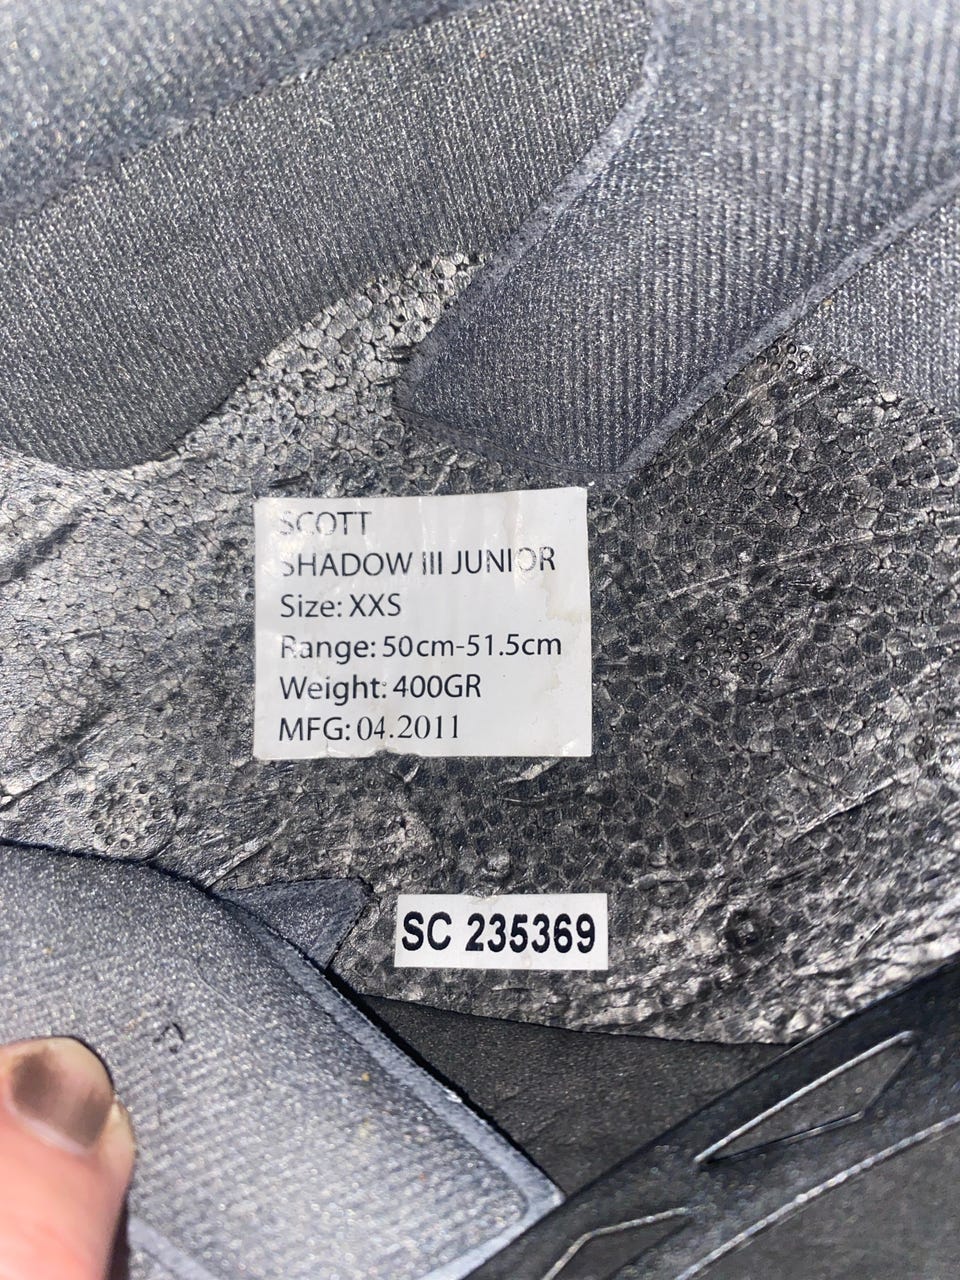 SCOTT
SHADOW III JUNIOR
Size: XXS
Range: 50cm-51.5cm
Weight: 400GR
MFG: 04.2011
SC 235369